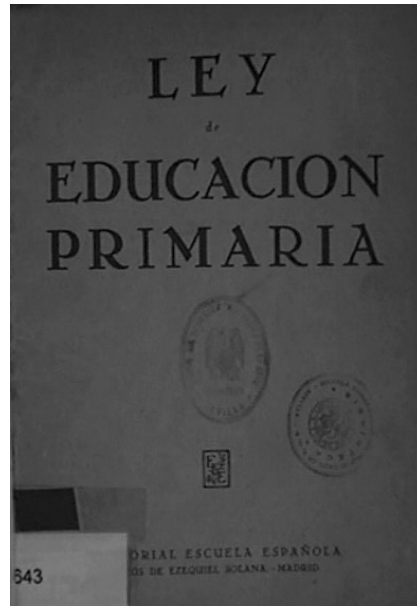 LEY
de
EDUCACION
PRIMARIA
ORIAL ESCUELA ESPAÑOLA
OS DE EZEQUIEL SOLANA.-MADRID
643